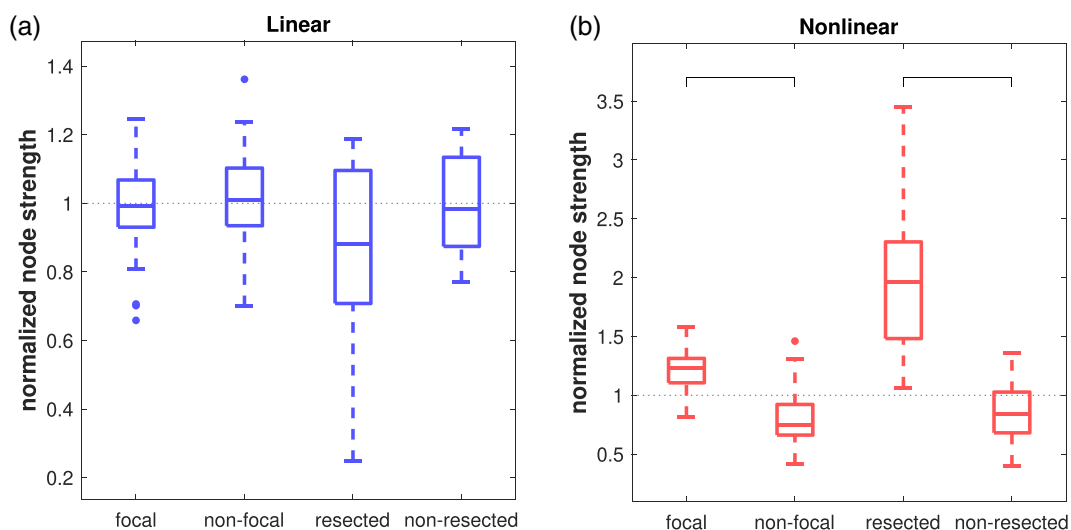 (a)
Linear
normalized node strength
1.4
1.2
1
0.8
0.6
0.4
0.2
focal non-focal resected non-resected
(b)
Nonlinear
normalized node strength
3.5
3
2.5
2
1.5
1
0.5
focal non-focal resected non-resected